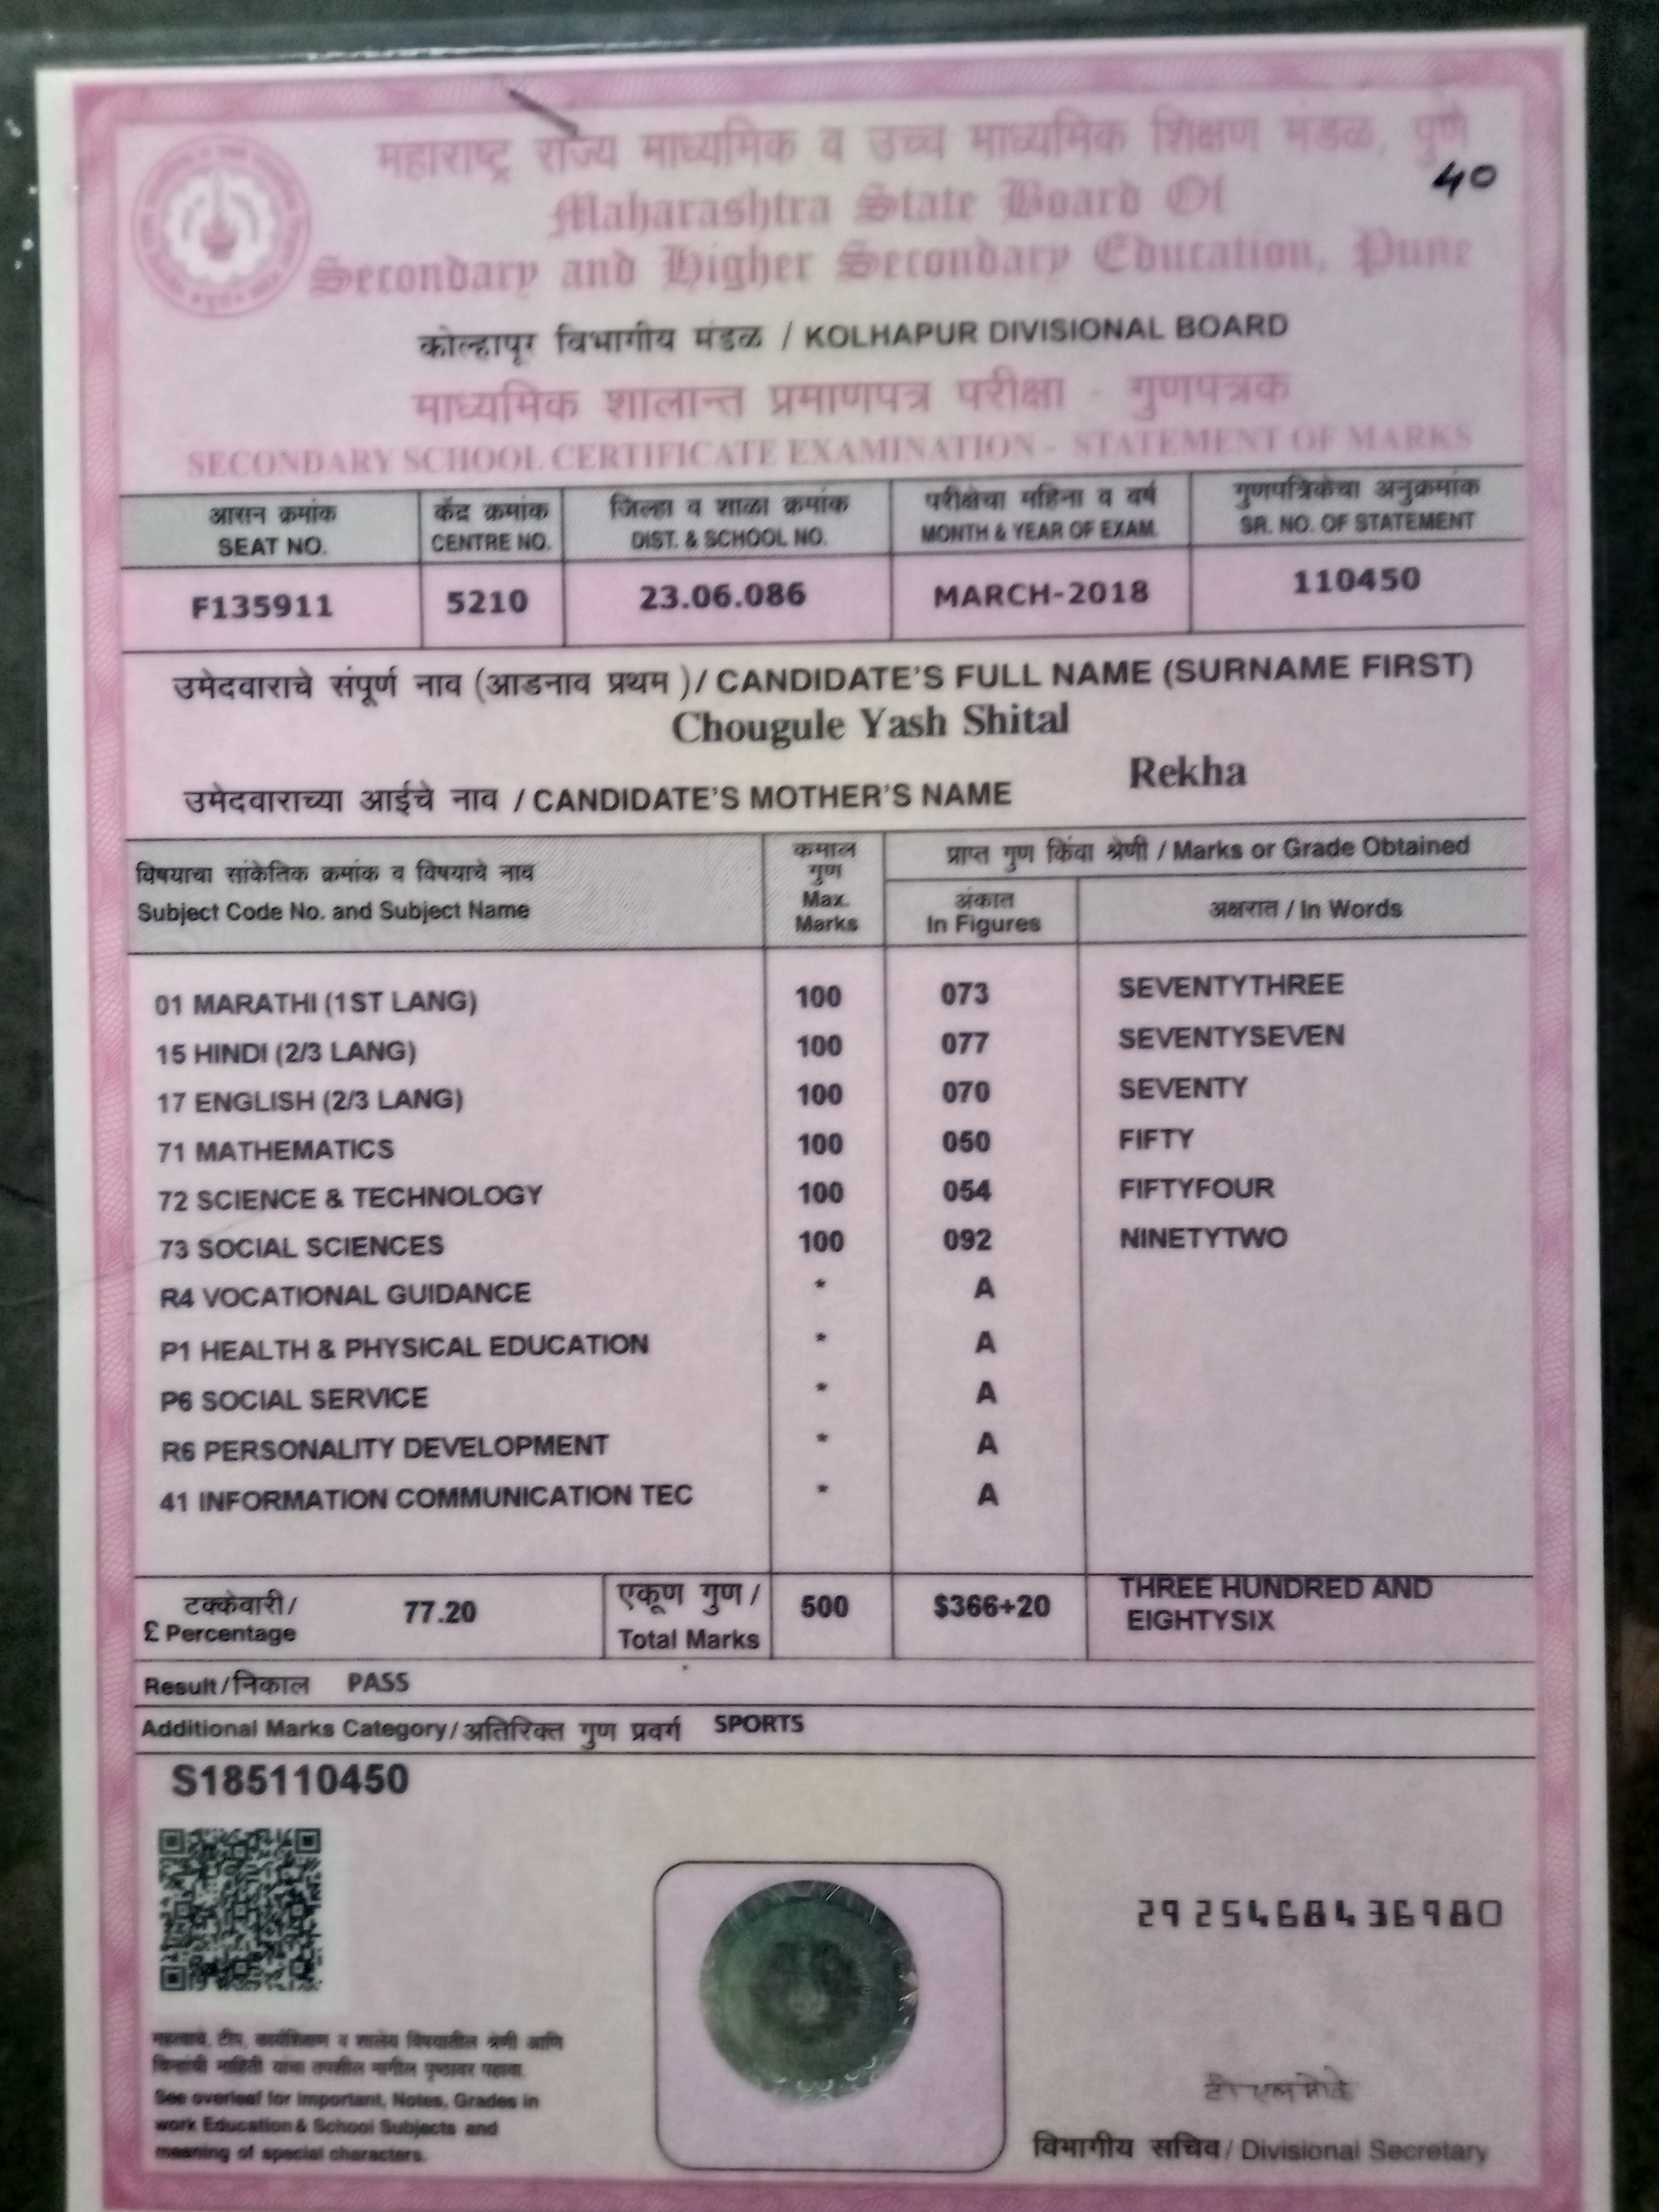 महाराष्ट्र राज्य माध्यमिक व उच्च माध्यमिक शिक्षण मंडळ, पुणे
40
Maharashtra State Board Of
Secondary and Higher Secondary Education, Pune
कोल्हापूर विभागीय मंडळ / KOLHAPUR DIVISIONAL BOARD
माध्यमिक शालान्त प्रमाणपत्र परीक्षा - गुणपत्रक
SECONDARY SCHOOL CERTIFICATE EXAMINATION - STATEMENT OF MARKS
आसन क्रमांक केंद्र क्रमांक जिल्हा व शाळा क्रमांक परीक्षेचा महिना व वर्ष गुणपत्रिकेचा अनुक्रमांक
SEAT NO. CENTRE NO. DIST. & SCHOOL NO. MONTH & YEAR OF EXAM. SR. NO. OF STATEMENT
F135911 5210 23.06.086 MARCH-2018 110450
उमेदवाराचे संपूर्ण नाव (आडनाव प्रथम )/ CANDIDATE'S FULL NAME (SURNAME FIRST)
Chougule Yash Shital
उमेदवाराच्या आईचे नाव / CANDIDATE'S MOTHER'S NAME Rekha
विषयाचा सांकेतिक क्रमांक व विषयाचे नाव
Subject Code No. and Subject Name
कमाल
गुण
Max.
Marks
प्राप्त गुण किंवा श्रेणी / Marks or Grade Obtained
अंकात
In Figures
अक्षरात / In Words
01 MARATHI (1ST LANG) 100 073 SEVENTYTHREE
15 HINDI (2/3 LANG) 100 077 SEVENTYSEVEN
17 ENGLISH (2/3 LANG) 100 070 SEVENTY
71 MATHEMATICS 100 050 FIFTY
72 SCIENCE & TECHNOLOGY 100 054 FIFTYFOUR
73 SOCIAL SCIENCES 100 092 NINETYTWO
R4 VOCATIONAL GUIDANCE * A
P1 HEALTH & PHYSICAL EDUCATION * A
P6 SOCIAL SERVICE * A
R6 PERSONALITY DEVELOPMENT * A
41 INFORMATION COMMUNICATION TEC * A
टक्केवारी/
£ Percentage
77.20
एकूण गुण /
Total Marks
500 $366+20
THREE HUNDRED AND
EIGHTYSIX
Result/निकाल PASS
Additional Marks Category/अतिरिक्त गुण प्रवर्ग SPORTS
S185110450
2925468436980
महत्वाचे, टीप, कार्यशिक्षण व शालेय विषयातील श्रेणी आणि
चिन्हांची माहिती यांचा तपशील मागील पृष्ठावर पहावा.
See overleaf for important, Notes, Grades in
work Education & School Subjects and
meaning of special characters.
विभागीय सचिव / Divisional Secretary